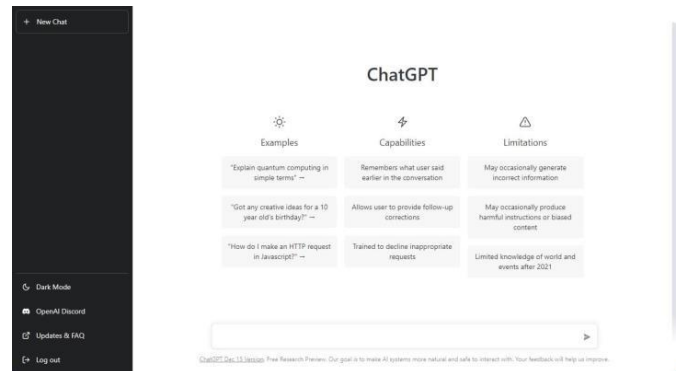 + New Chat
ChatGPT
Examples
Capabilities
Limitations
"Explain quantum computing in
simple terms" →
Remembers what user said
earlier in the conversation
May occasionally generate
incorrect information
"Got any creative ideas for a 10
year old's birthday?" →
Allows user to provide follow-up
corrections
May occasionally produce
harmful instructions or biased
content
"How do I make an HTTP request
in Javascript?" →
Trained to decline inappropriate
requests
Limited knowledge of world and
events after 2021
Dark Mode
OpenAI Discord
Updates & FAQ
Log out
ChatGPT Dec 15 Version. Free Research Preview. Our goal is to make AI systems more natural and safe to interact with. Your feedback will help us improve.